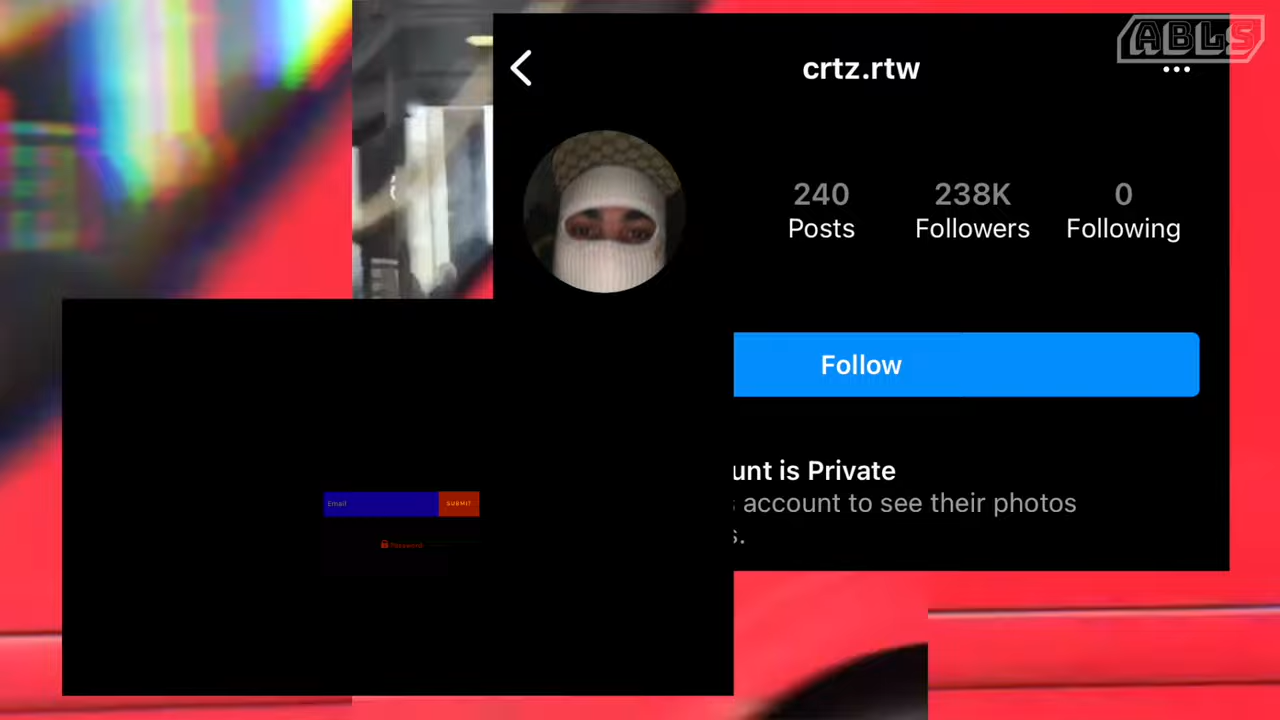 ABLS
crtz.rtw
240
238K
0
Posts
Followers
Following
Follow
unt is Private
account to see their photos
s.
Email
SUBMIT
Password